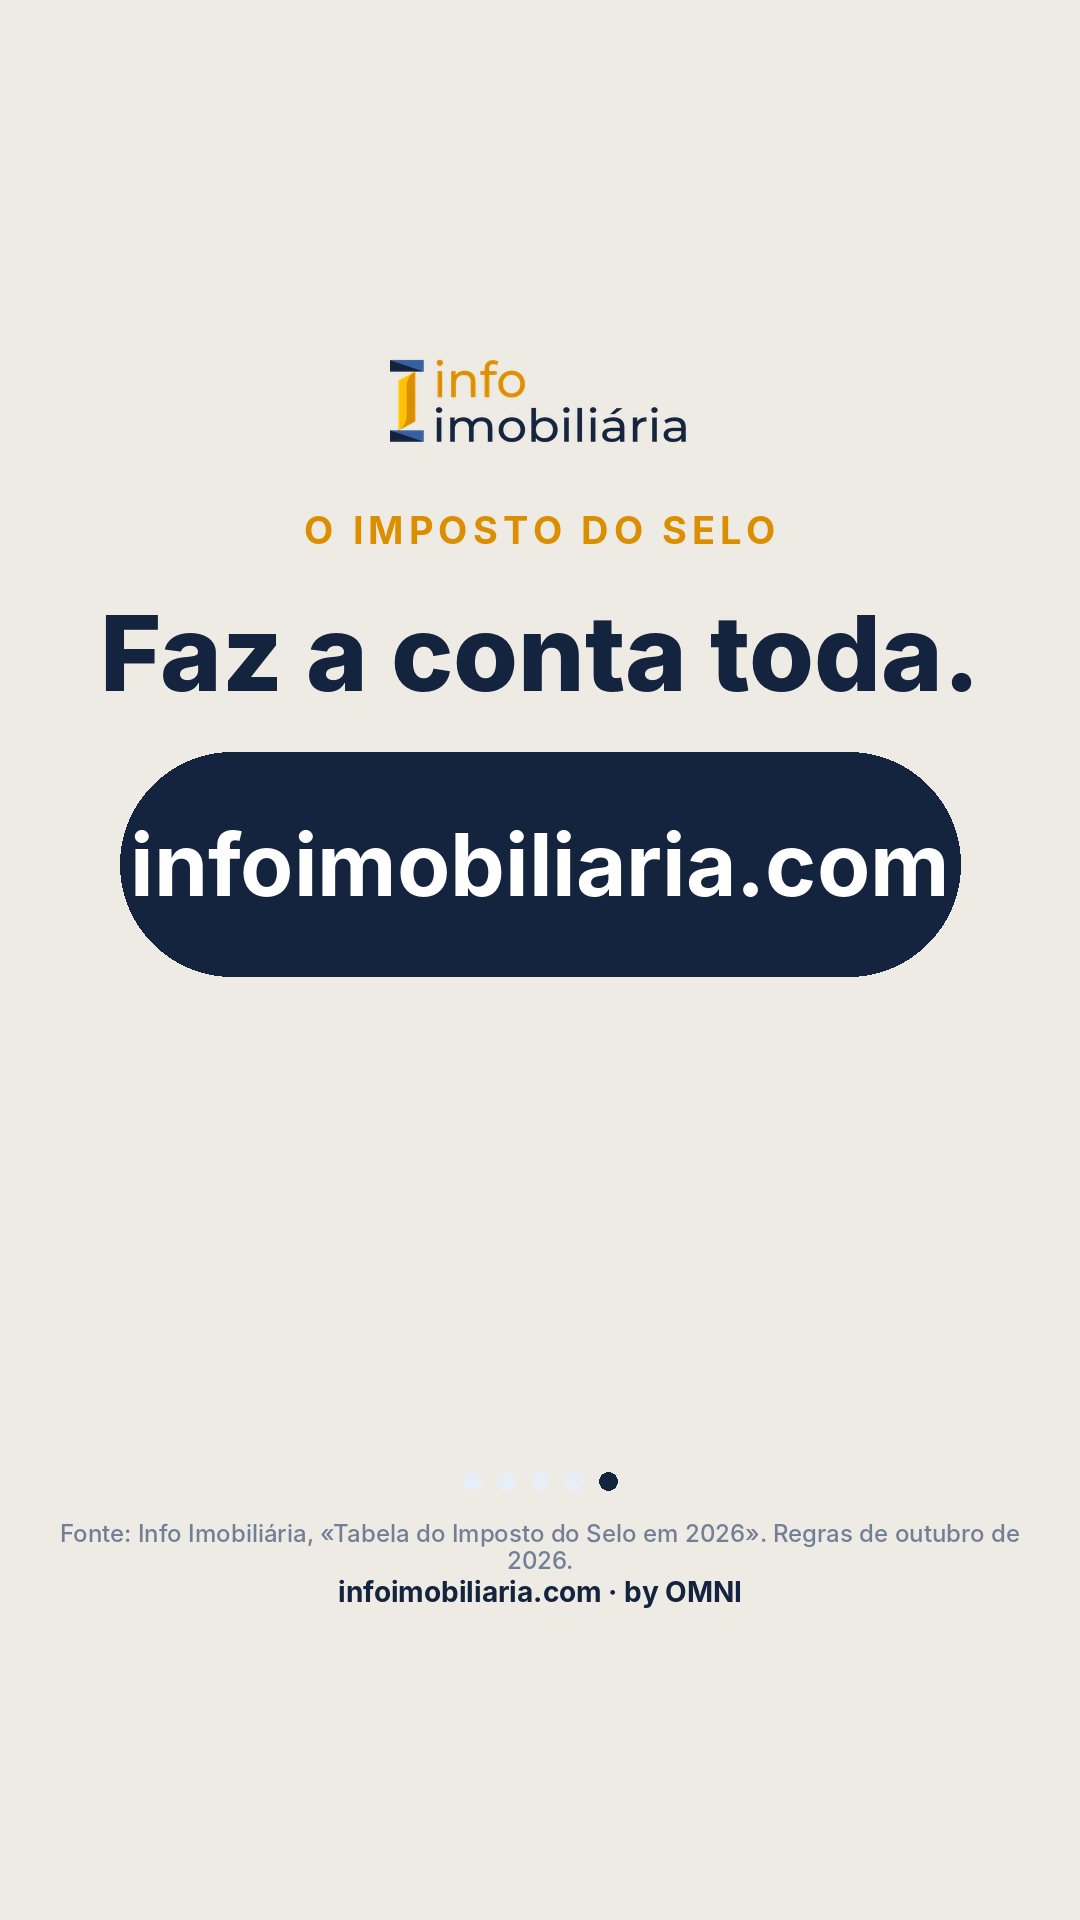 info
imobiliária
O IMPOSTO DO SELO
Faz a conta toda.
infoimobiliaria.com
Fonte: Info Imobiliária, «Tabela do Imposto do Selo em 2026». Regras de outubro de
2026.
infoimobiliaria.com · by OMNI